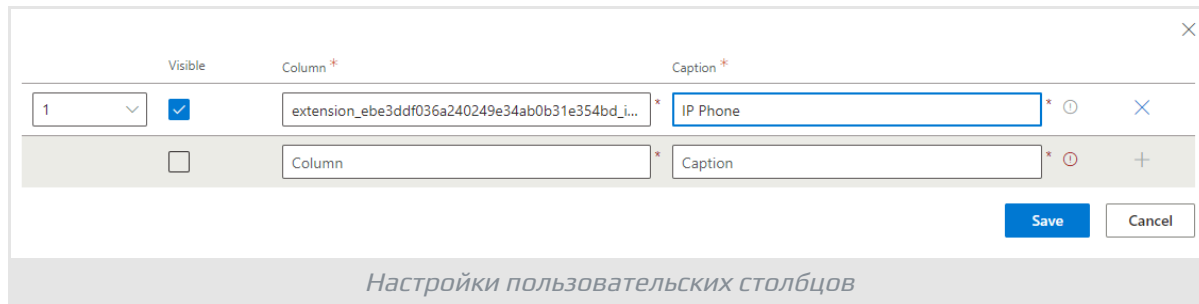 Visible Column * Caption *
1 extension_ebe3ddf036a240249e34ab0b31e354bd_i... * IP Phone *
Column * Caption *
Save Cancel
Настройки пользовательских столбцов